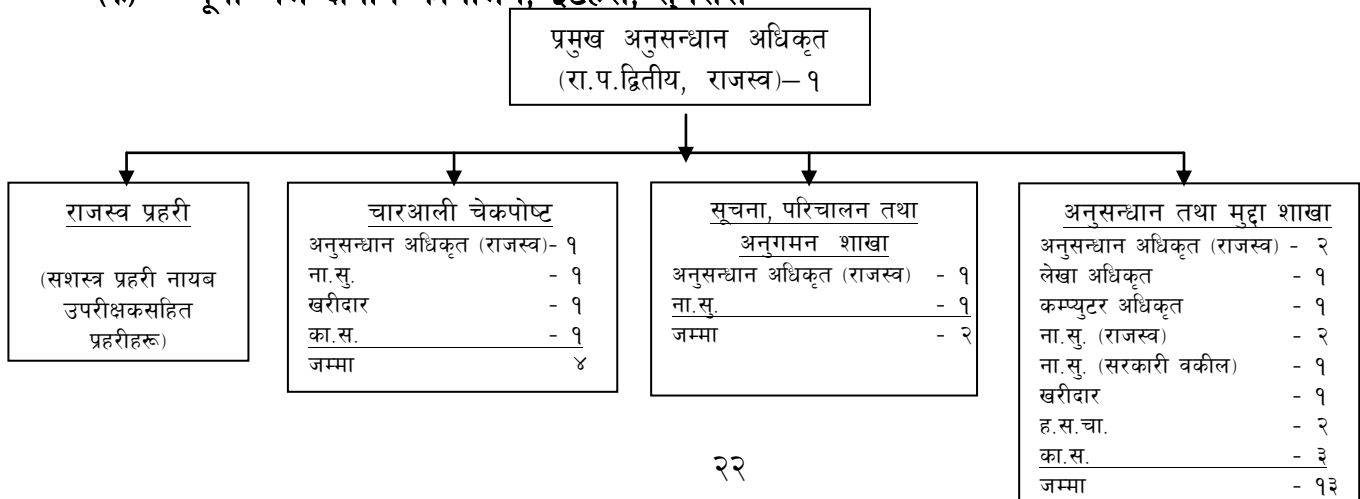 प्रमुख अनुसन्धान अधिकृत
(रा.प.द्वितीय, राजस्व)–१
राजस्व प्रहरी
(सशस्त्र प्रहरी नायब
उपरीक्षकसहित
प्रहरीहरू)
चारआली चेकपोष्ट
अनुसन्धान अधिकृत (राजस्व)- १
ना.सु. - १
खरीदार - १
का.स. - १
जम्मा ४
सूचना, परिचालन तथा
अनुगमन शाखा
अनुसन्धान अधिकृत (राजस्व) - १
ना.सु. - १
जम्मा - २
अनुसन्धान तथा मुद्दा शाखा
अनुसन्धान अधिकृत (राजस्व) - २
लेखा अधिकृत - १
कम्प्युटर अधिकृत - १
ना.सु. (राजस्व) - २
ना.सु. (सरकारी वकील) - १
खरीदार - १
ह.स.चा. - २
का.स. - ३
जम्मा - १३
२२